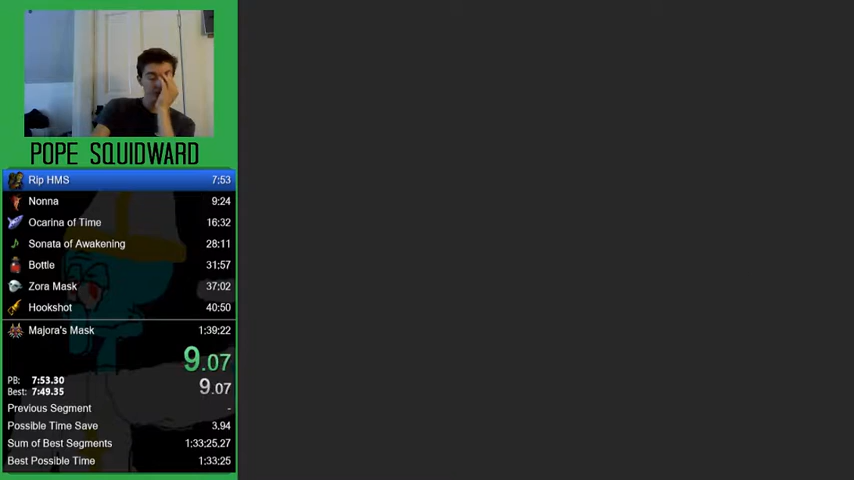 POPE SQUIDWARD
Rip HMS 7:53
Nonna 9:24
Ocarina of Time 16:32
Sonata of Awakening 28:11
Bottle 31:57
Zora Mask 37:02
Hookshot 40:50
Majora's Mask 1:39:22
9.07
PB: 7:53.30
Best: 7:49.35
9.07
Previous Segment -
Possible Time Save 3.94
Sum of Best Segments 1:33:25.27
Best Possible Time 1:33:25